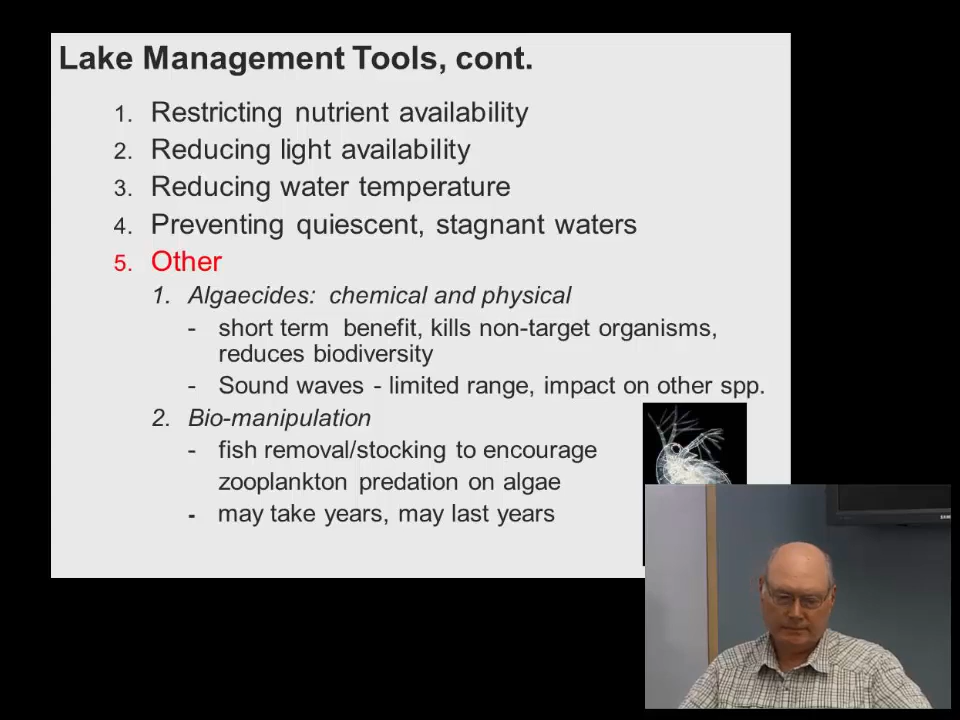 Lake Management Tools, cont.
1. Restricting nutrient availability
2. Reducing light availability
3. Reducing water temperature
4. Preventing quiescent, stagnant waters
5. Other
1. Algaecides: chemical and physical
- short term benefit, kills non-target organisms,
reduces biodiversity
- Sound waves - limited range, impact on other spp.
2. Bio-manipulation
- fish removal/stocking to encourage
zooplankton predation on algae
- may take years, may last years